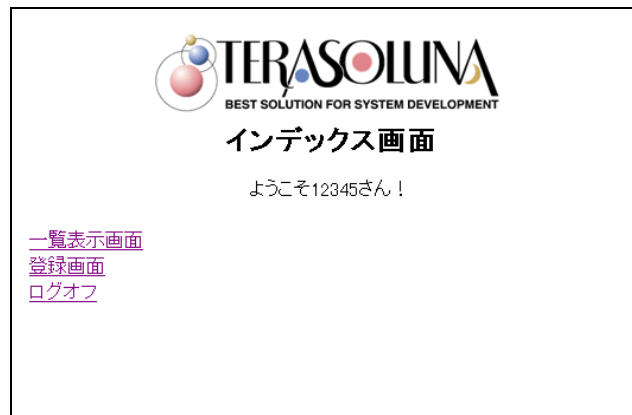 TERASOLUNA
BEST SOLUTION FOR SYSTEM DEVELOPMENT
インデックス画面
ようこそ12345さん！
一覧表示画面
登録画面
ログオフ